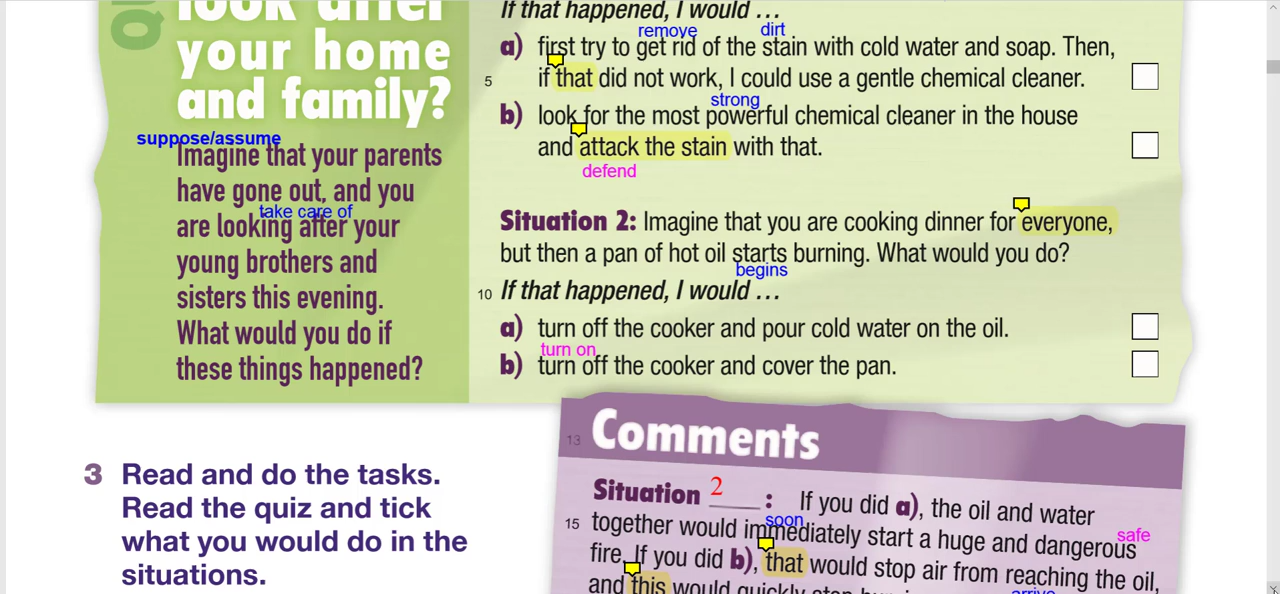 QU
look after
your home
and family?
suppose/assume
Imagine that your parents
have gone out, and you
take care of
are looking after your
young brothers and
sisters this evening.
What would you do if
these things happened?
If that happened, I would …
remove dirt
a) first try to get rid of the stain with cold water and soap. Then,
5 if that did not work, I could use a gentle chemical cleaner.
strong
b) look for the most powerful chemical cleaner in the house
and attack the stain with that.
defend
Situation 2: Imagine that you are cooking dinner for everyone,
but then a pan of hot oil starts burning. What would you do?
begins
10 If that happened, I would …
a) turn off the cooker and pour cold water on the oil.
turn on
b) turn off the cooker and cover the pan.
3 Read and do the tasks.
Read the quiz and tick
what you would do in the
situations.
13 Comments
Situation 2 : If you did a), the oil and water
soon
15 together would immediately start a huge and dangerous
safe
fire. If you did b), that would stop air from reaching the oil,
arrive
and this would quickly stop